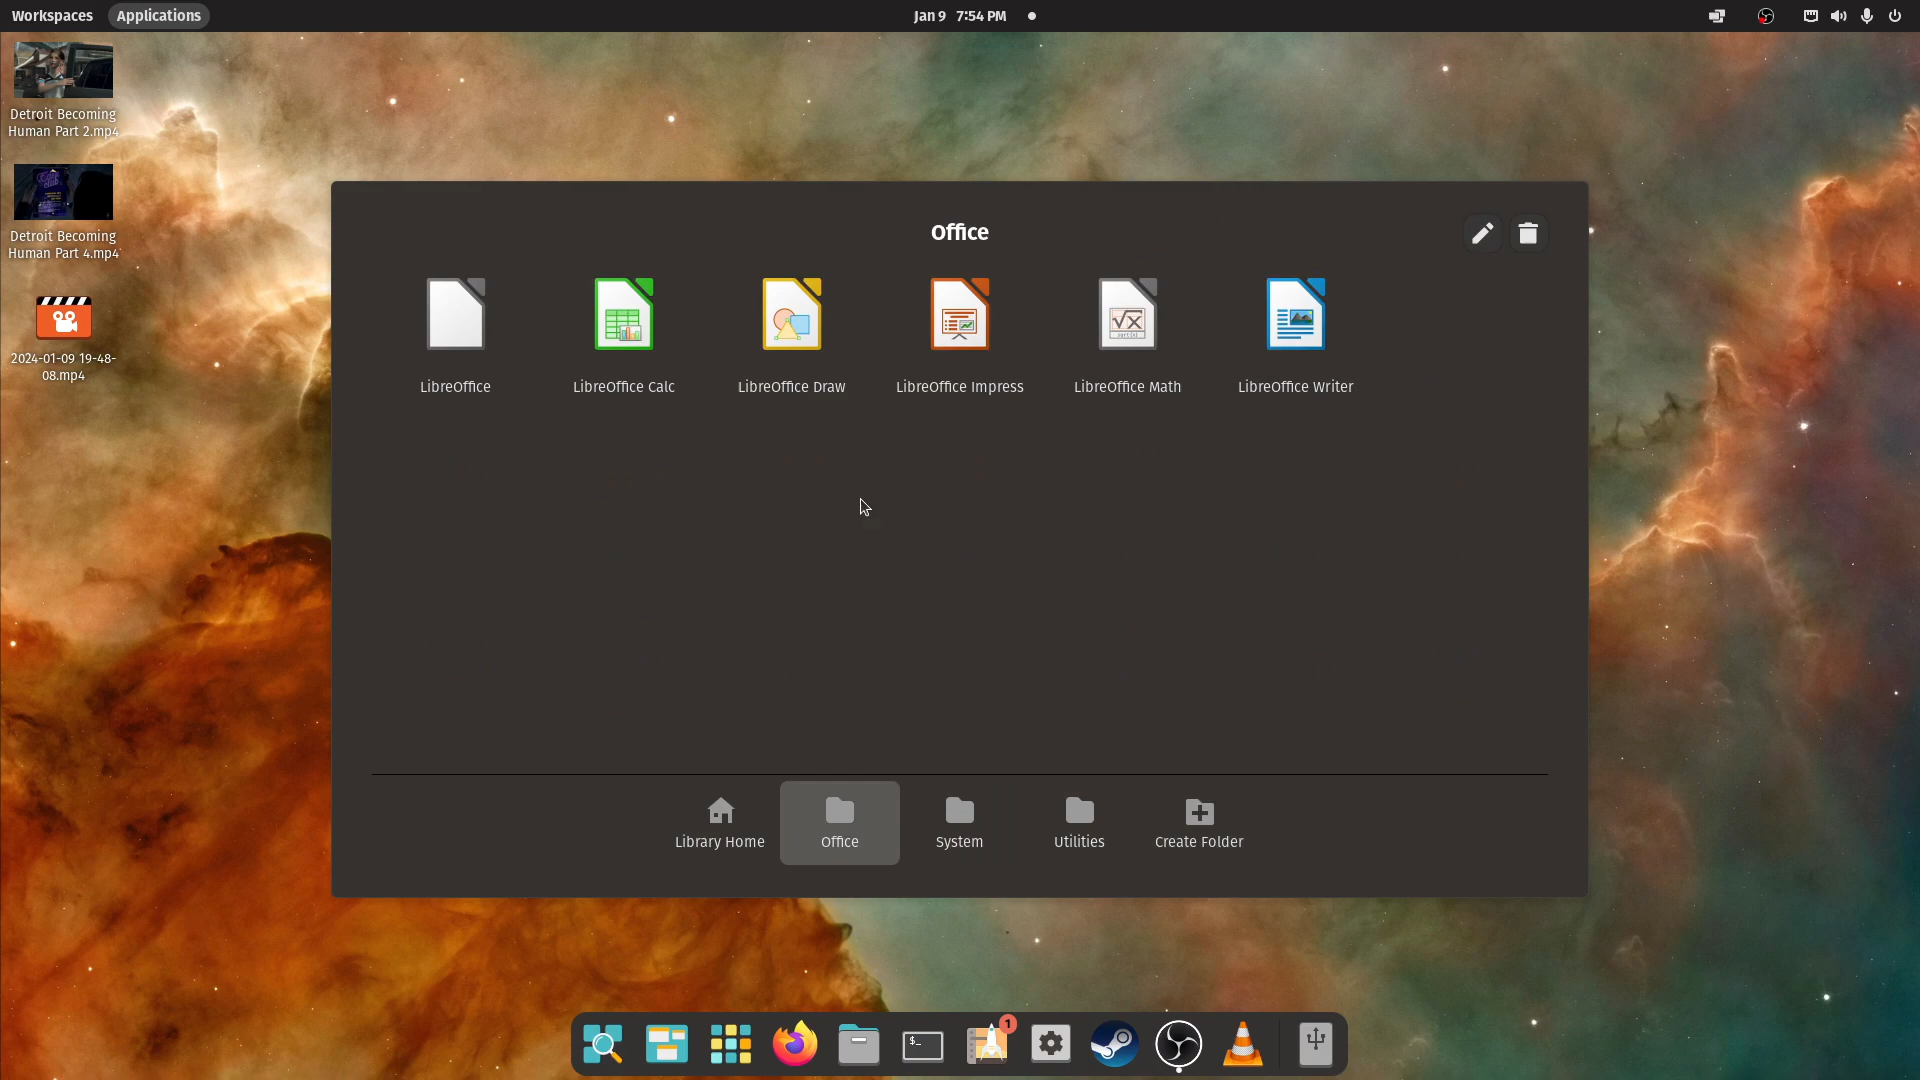 Workspaces Applications Jan 9 7:54 PM
Detroit Becoming
Human Part 2.mp4
Detroit Becoming
Human Part 4.mp4
2024-01-09 19-48-
08.mp4
Office
LibreOffice LibreOffice Calc LibreOffice Draw LibreOffice Impress LibreOffice Math LibreOffice Writer
Library Home Office System Utilities Create Folder
$_
1